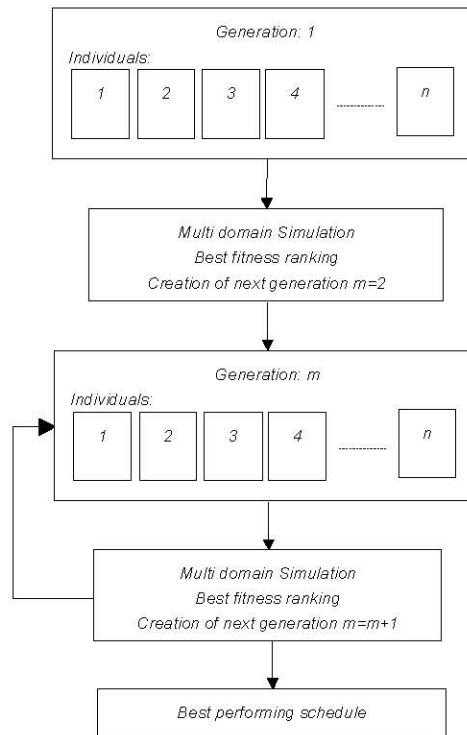 Generation: 1
Individuals:
1 2 3 4 ............ n
Multi domain Simulation
Best fitness ranking
Creation of next generation m=2
Generation: m
Individuals:
1 2 3 4 ............ n
Multi domain Simulation
Best fitness ranking
Creation of next generation m=m+1
Best performing schedule